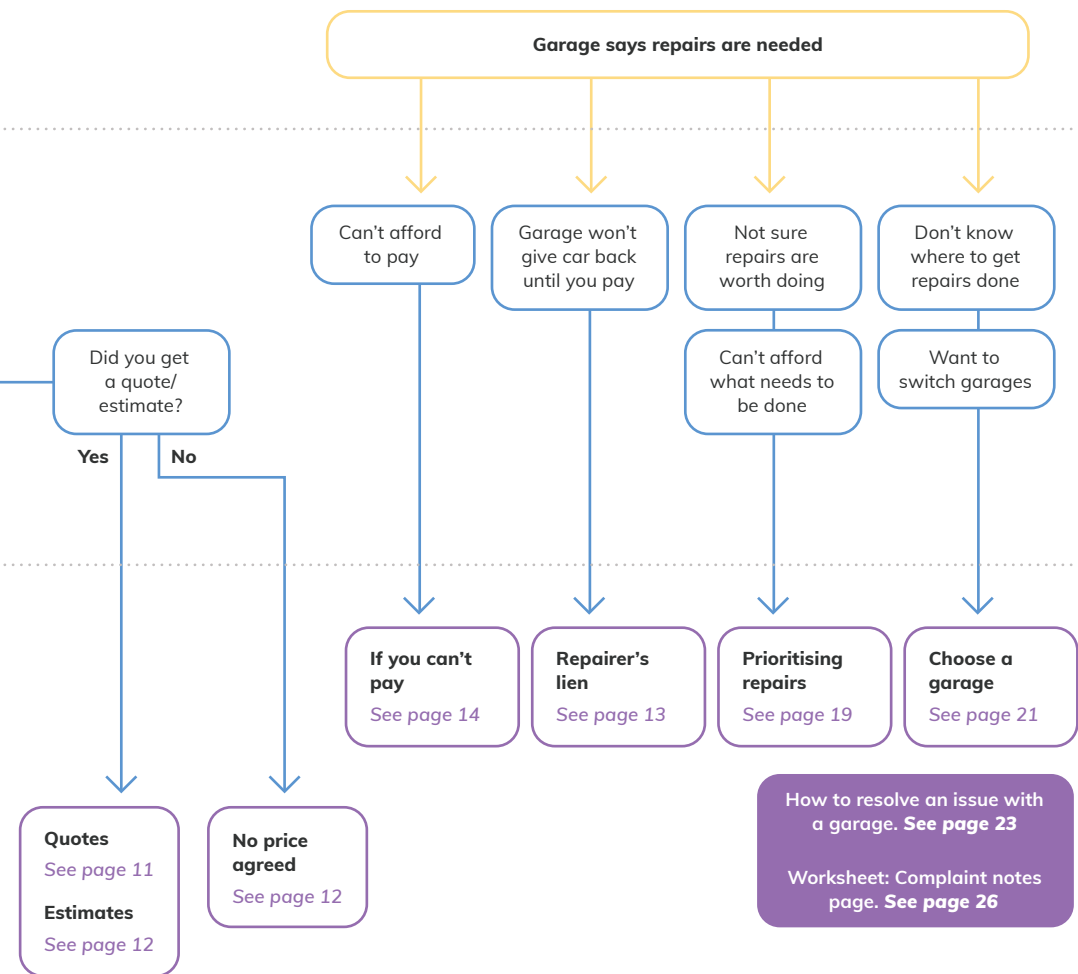 Garage says repairs are needed
Can't afford
to pay
Garage won't
give car back
until you pay
Not sure
repairs are
worth doing
Don't know
where to get
repairs done
Did you get
a quote/
estimate?
Can't afford
what needs to
be done
Want to
switch garages
Yes
No
If you can't
pay
See page 14
Repairer's
lien
See page 13
Prioritising
repairs
See page 19
Choose a
garage
See page 21
Quotes
See page 11
Estimates
See page 12
No price
agreed
See page 12
How to resolve an issue with
a garage. See page 23
Worksheet: Complaint notes
page. See page 26